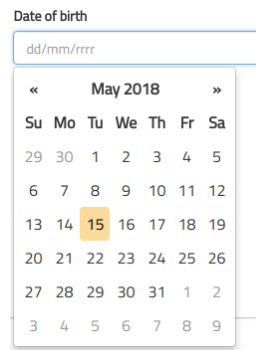 Date of birth
dd/mm/rrrr
« May 2018 »
Su Mo Tu We Th Fr Sa
29 30 1 2 3 4 5
6 7 8 9 10 11 12
13 14 15 16 17 18 19
20 21 22 23 24 25 26
27 28 29 30 31 1 2
3 4 5 6 7 8 9